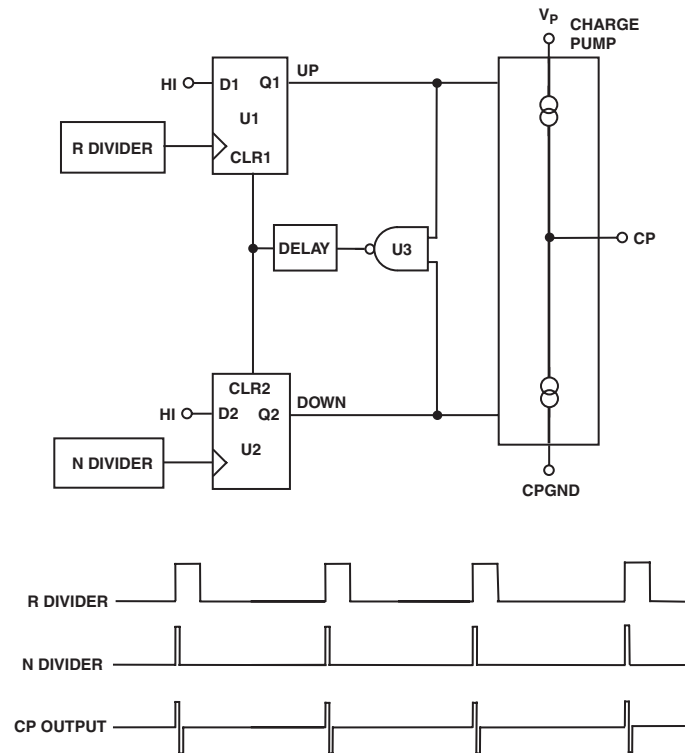 VP
CHARGE
PUMP
UP
HI
D1
Q1
U1
R DIVIDER
CLR1
DELAY
U3
CP
CLR2
DOWN
HI
D2
Q2
U2
N DIVIDER
CPGND
R DIVIDER
N DIVIDER
CP OUTPUT